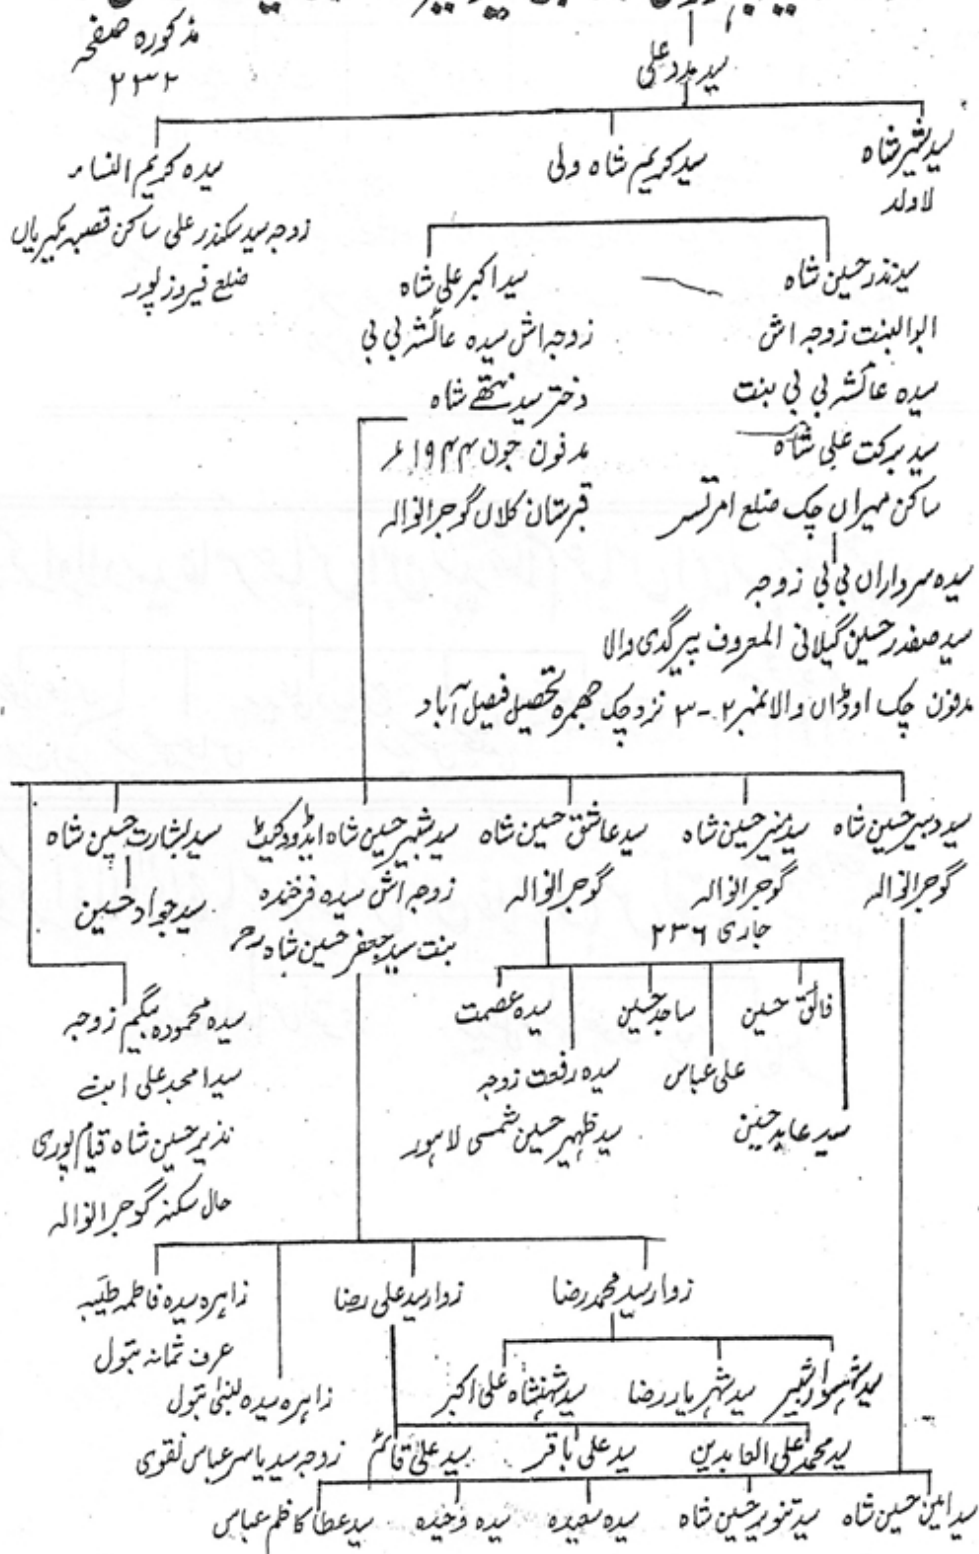 مذکورہ صفحہ
۲۳۲
سید مدد علی
سید شبیر شاہ
لاولد
سید کریم شاہ ولی
سیدہ کریم النساء
زوجہ سید سکندر علی ساکن قصبہ بکیریاں
ضلع فیروز پور
سید نذر حسین شاہ
ابوالبنت زوجہ اش
سیدہ عائشہ بی بی بنت
سید برکت علی شاہ
ساکن مہراں چک ضلع امرتسر
سید اکبر علی شاہ
زوجہ اش سیدہ عائشہ بی بی
دختر سید ننھے شاہ
مدفون جون ۱۹۴۴ء
قبرستان کلاں گوجرانوالہ
سیدہ سرداراں بی بی زوجہ
سید صفدر حسین گیلانی المعروف پیر گدی والا
مدفون چک اوڈاں والا نمبر ۲-۳ نزد چک جھمرہ تحصیل فیصل آباد
سید دبیر حسین شاہ
گوجرانوالہ
سید منیر حسین شاہ
گوجرانوالہ
جاری ۲۳۶
سید عاشق حسین شاہ
گوجرانوالہ
سید شبیر حسین شاہ ایڈووکیٹ
زوجہ اش سیدہ فرخندہ
بنت سید جعفر حسین شاہ
سید بشارت حسین شاہ
سید جواد حسین
سیدہ محمودہ بیگم زوجہ
سید امجد علی ابن
نذیر حسین شاہ قیام پوری
حال سکنہ گوجرانوالہ
فائق حسین
ساجد حسین
سیدہ عصمت
علی عباس
سیدہ رفعت زوجہ
سید ظہیر حسین شمسی لاہور
سید عابد حسین
زوار سید محمد رضا
زوار سید علی رضا
زاہرہ سیدہ فاطمہ طیبہ
عرف ثمانہ بتول
زاہرہ سیدہ لبنیٰ بتول
زوجہ سید یاسر عباس نقوی
سید شہسوار شبیر
سید شہریار رضا
سید شہنشاہ علی اکبر
سید محمد علی العابدین
سید علی باقر
سید علی قائم
سید امین حسین شاہ
سید تنویر حسین شاہ
سیدہ سعیدہ
سیدہ وحیدہ
سید عطا کاظم عباس